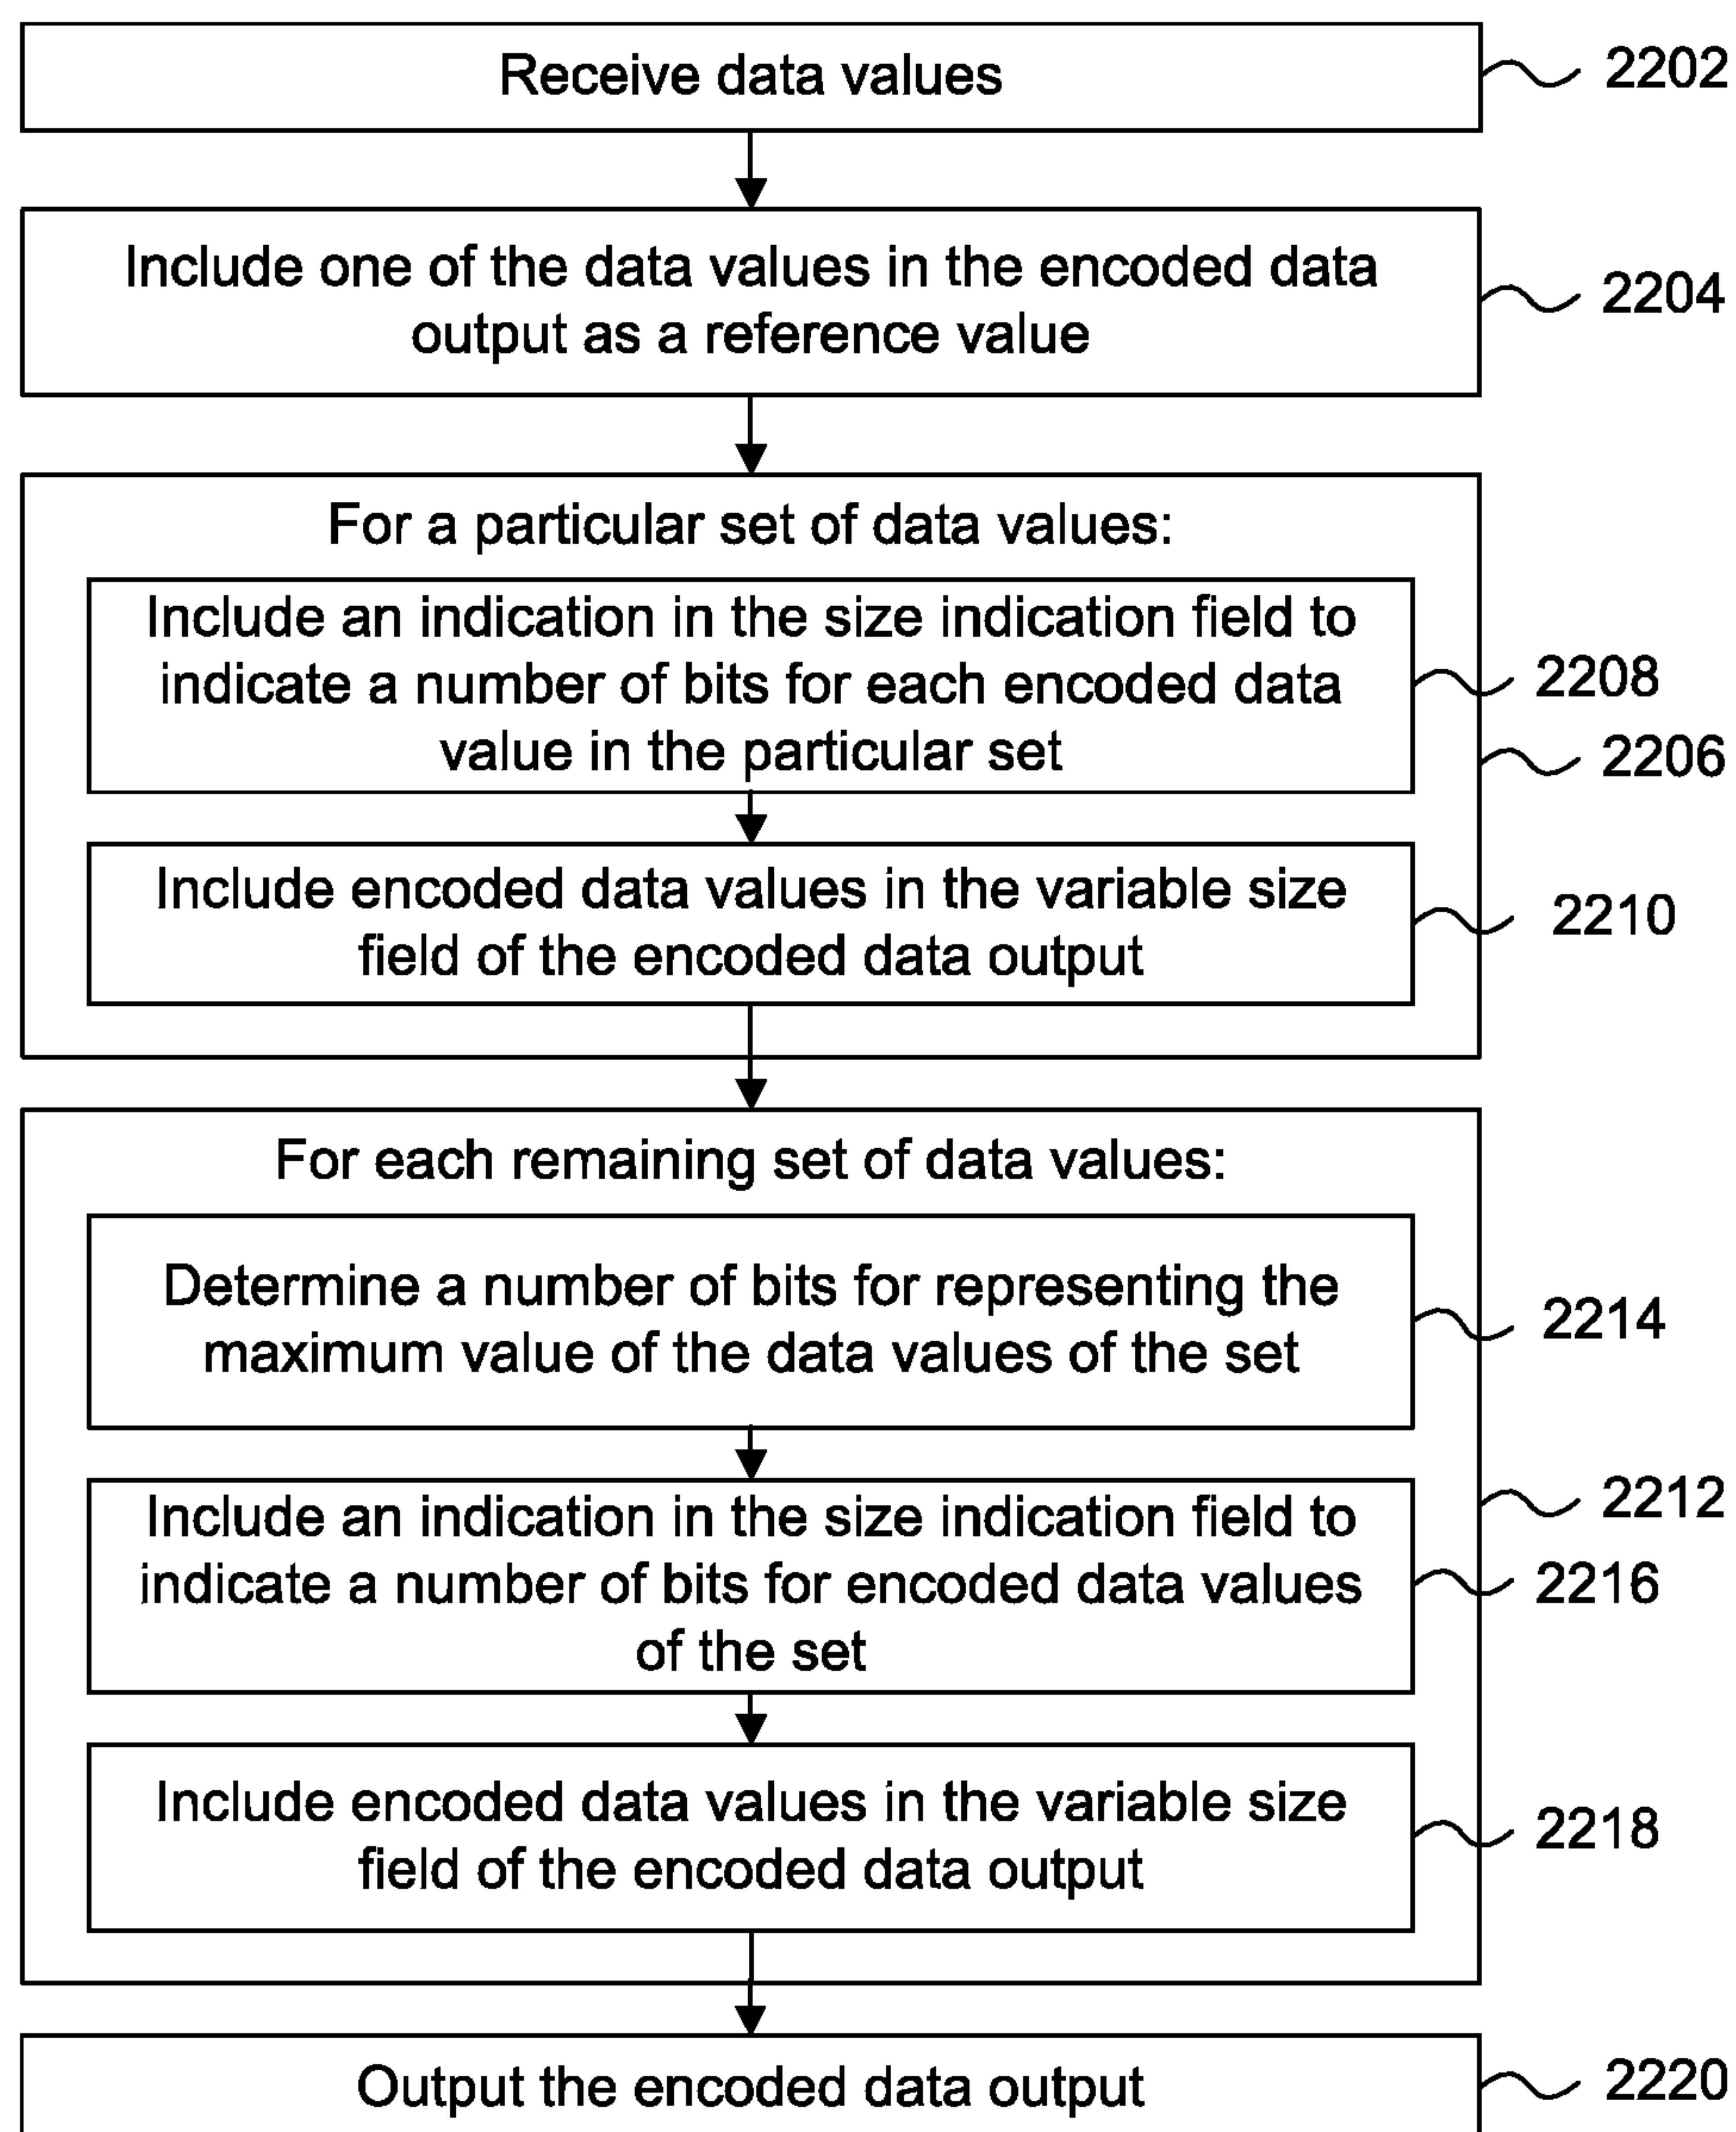 Receive data values
2202
Include one of the data values in the encoded data
output as a reference value
2204
For a particular set of data values:
Include an indication in the size indication field to
indicate a number of bits for each encoded data
value in the particular set
2208
2206
Include encoded data values in the variable size
field of the encoded data output
2210
For each remaining set of data values:
Determine a number of bits for representing the
maximum value of the data values of the set
2214
2212
Include an indication in the size indication field to
indicate a number of bits for encoded data values
of the set
2216
Include encoded data values in the variable size
field of the encoded data output
2218
Output the encoded data output
2220